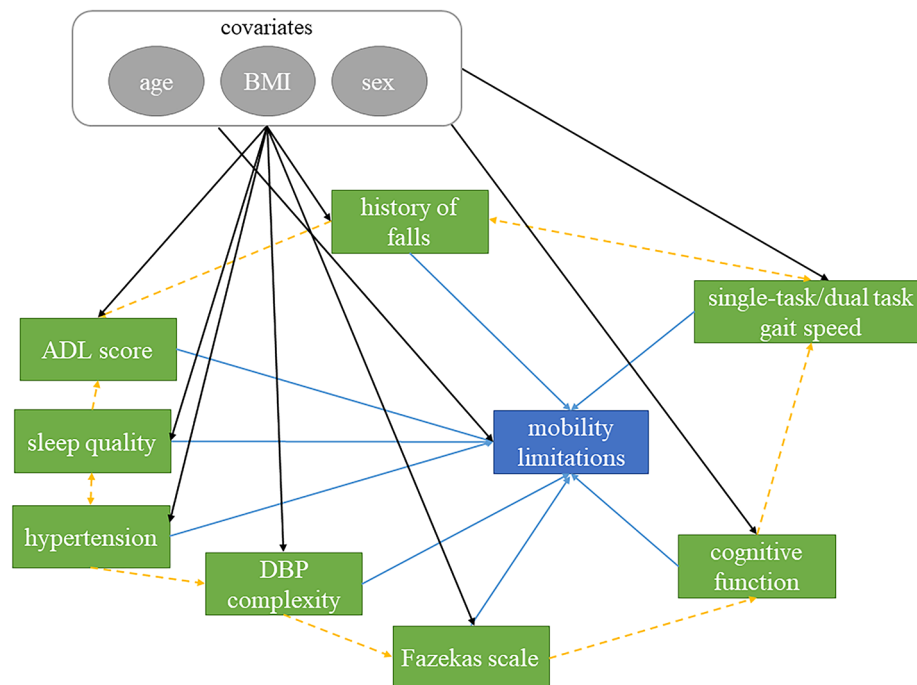 covariates
age BMI sex
history of
falls
single-task/dual task
gait speed
ADL score
mobility
limitations
sleep quality
hypertension
DBP
complexity
cognitive
function
Fazekas scale